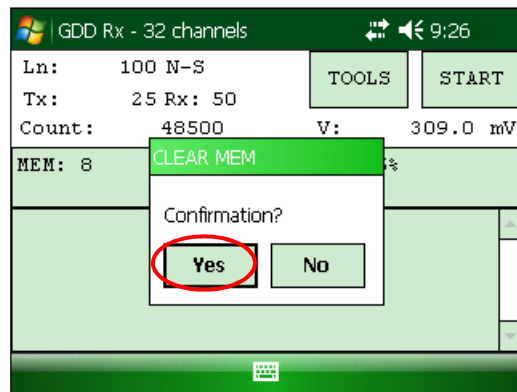 GDD Rx - 32 channels 9:26
Ln: 100 N-S
TOOLS START
Tx: 25 Rx: 50
Count: 48500 V: 309.0 mV
MEM: 8 %
CLEAR MEM
Confirmation?
Yes No